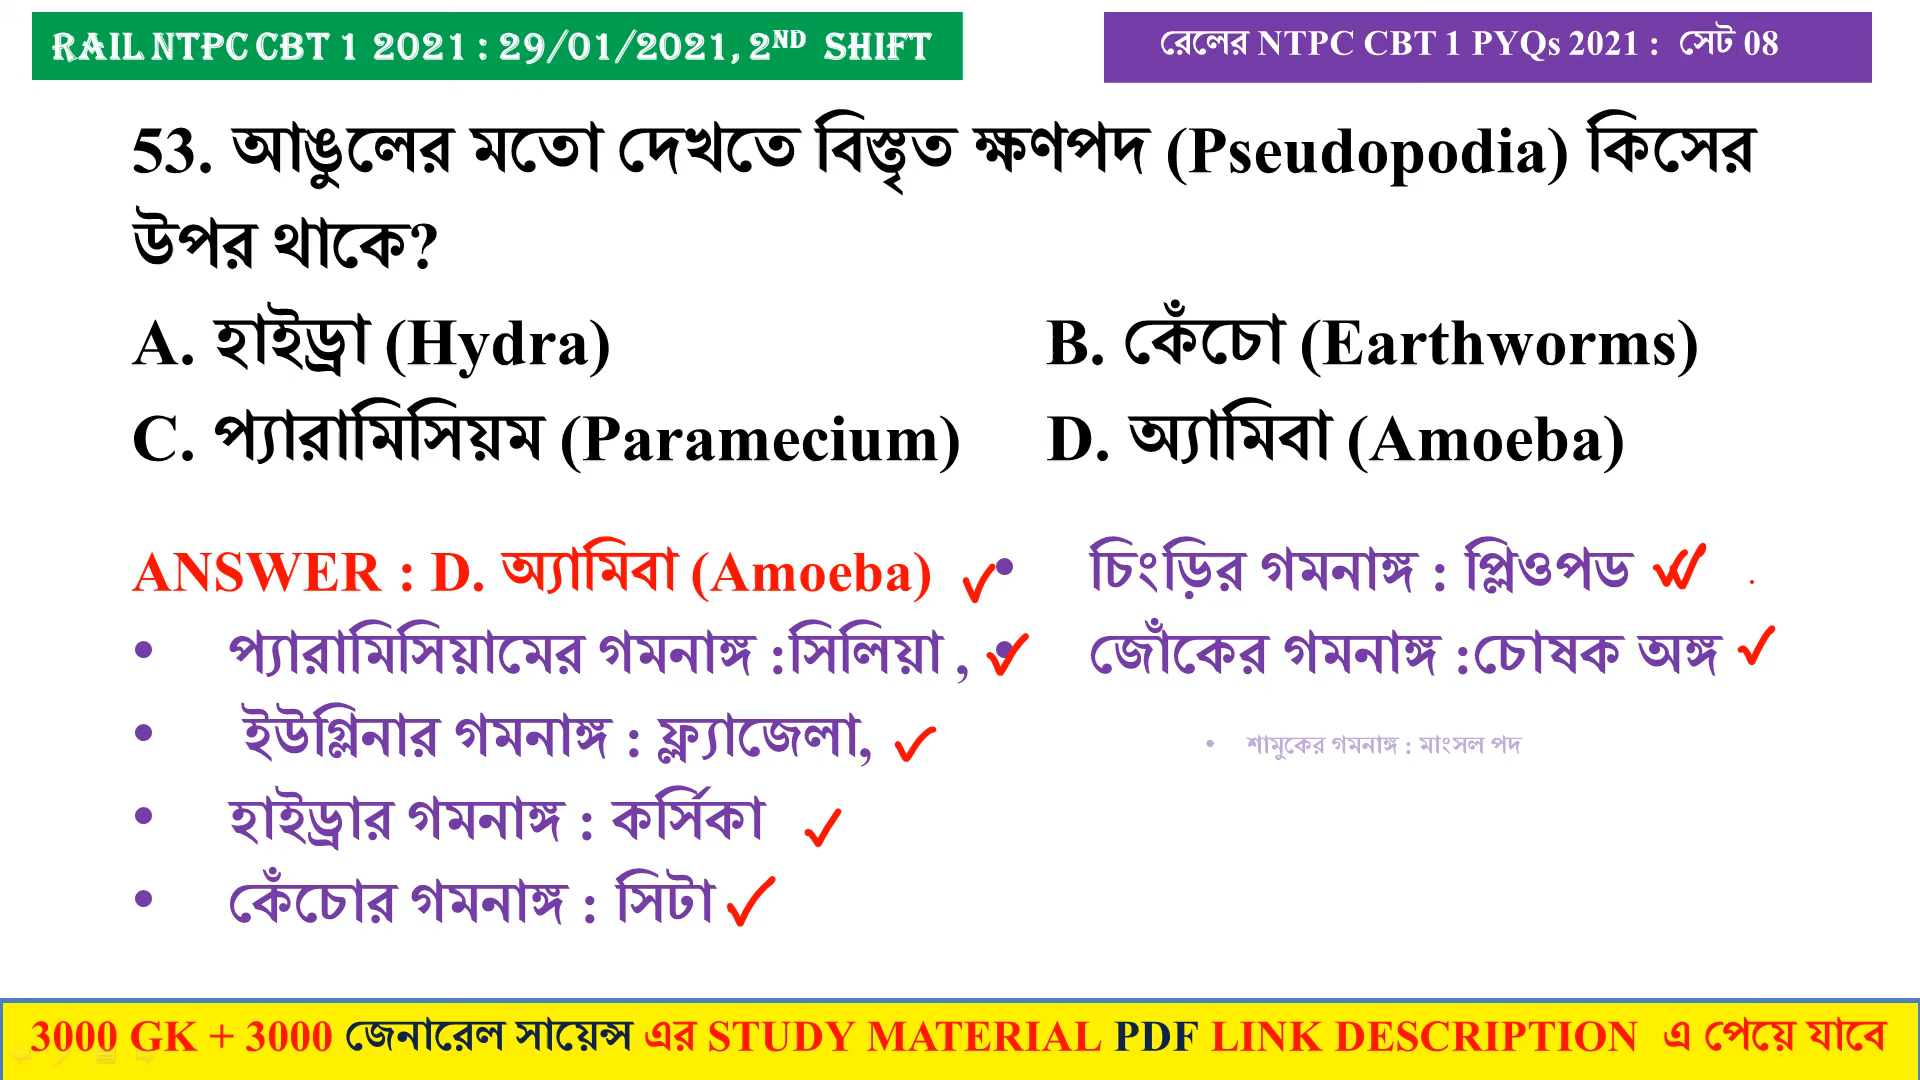 RAIL NTPC CBT 1 2021 : 29/01/2021, 2ND SHIFT
রেলের NTPC CBT 1 PYQs 2021 : সেট 08
53. আঙুলের মতো দেখতে বিস্তৃত ক্ষণপদ (Pseudopodia) কিসের
উপর থাকে?
A. হাইড্রা (Hydra) B. কেঁচো (Earthworms)
C. প্যারামিসিয়ম (Paramecium) D. অ্যামিবা (Amoeba)
ANSWER : D. অ্যামিবা (Amoeba)
• প্যারামিসিয়ামের গমনাঙ্গ :সিলিয়া ,
• ইউগ্লিনার গমনাঙ্গ : ফ্ল্যাজেলা,
• হাইড্রার গমনাঙ্গ : কর্সিকা
• কেঁচোর গমনাঙ্গ : সিটা
• চিংড়ির গমনাঙ্গ : প্লিওপড
• জোঁকের গমনাঙ্গ :চোষক অঙ্গ
• শামুকের গমনাঙ্গ : মাংসল পদ
3000 GK + 3000 জেনারেল সায়েন্স এর STUDY MATERIAL PDF LINK DESCRIPTION এ পেয়ে যাবে